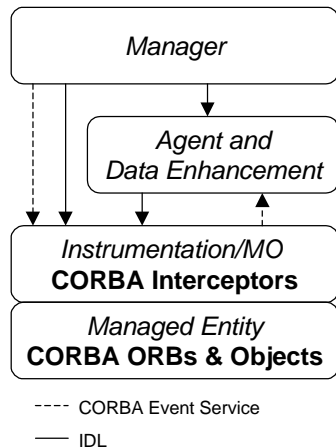 Manager
Agent and
Data Enhancement
Instrumentation/MO
CORBA Interceptors
Managed Entity
CORBA ORBs & Objects
CORBA Event Service
IDL